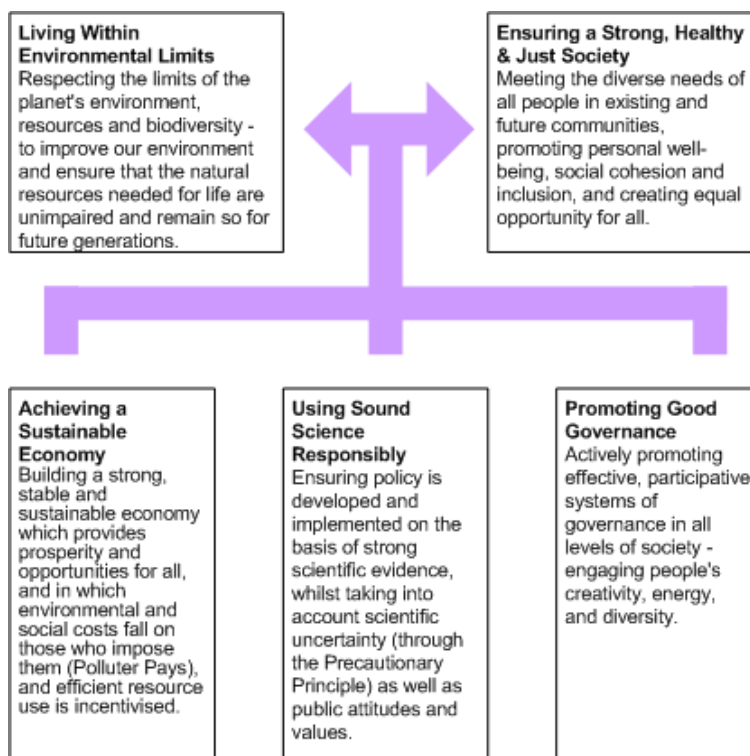 Living Within
Environmental Limits
Respecting the limits of the
planet's environment,
resources and biodiversity -
to improve our environment
and ensure that the natural
resources needed for life are
unimpaired and remain so for
future generations.
Ensuring a Strong, Healthy
& Just Society
Meeting the diverse needs of
all people in existing and
future communities,
promoting personal well-
being, social cohesion and
inclusion, and creating equal
opportunity for all.
Achieving a
Sustainable
Economy
Building a strong,
stable and
sustainable economy
which provides
prosperity and
opportunities for all,
and in which
environmental and
social costs fall on
those who impose
them (Polluter Pays),
and efficient resource
use is incentivised.
Using Sound
Science
Responsibly
Ensuring policy is
developed and
implemented on the
basis of strong
scientific evidence,
whilst taking into
account scientific
uncertainty (through
the Precautionary
Principle) as well as
public attitudes and
values.
Promoting Good
Governance
Actively promoting
effective, participative
systems of
governance in all
levels of society -
engaging people's
creativity, energy,
and diversity.